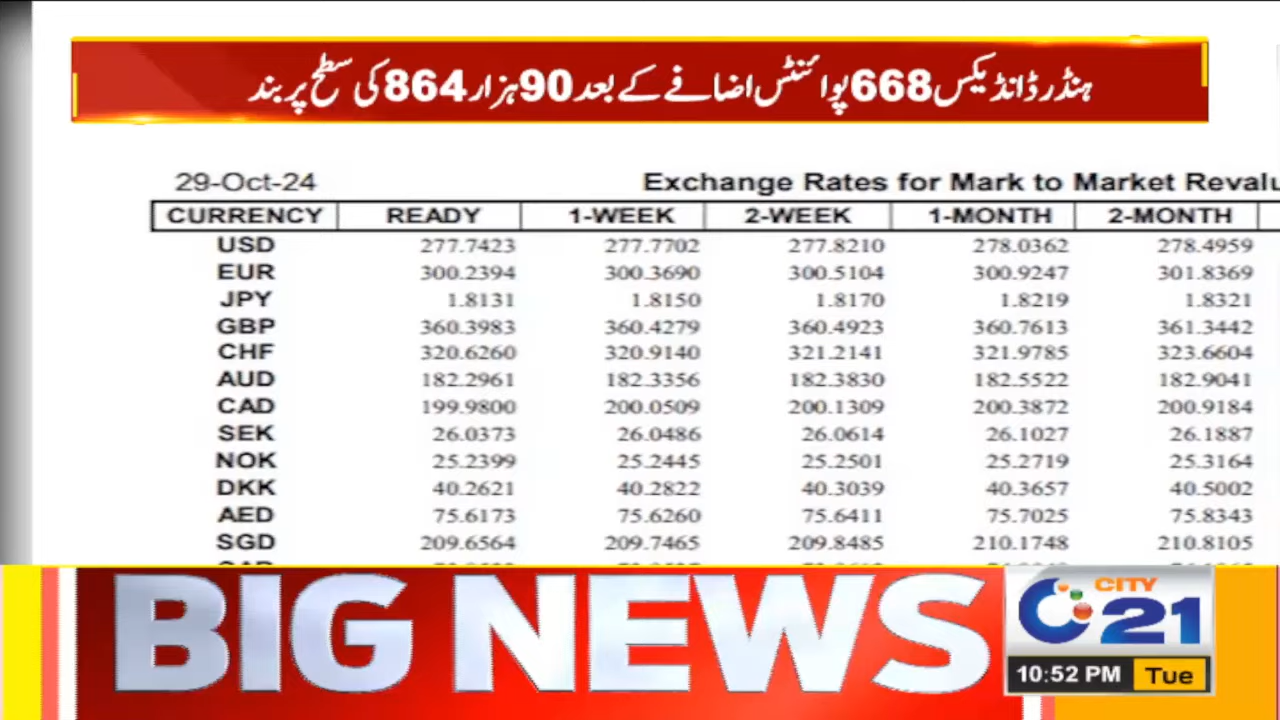 ہنڈرڈ انڈیکس 668 پوائنٹس اضافے کے بعد 90 ہزار 864 کی سطح پر بند
29-Oct-24 Exchange Rates for Mark to Market Revalu
CURRENCY READY 1-WEEK 2-WEEK 1-MONTH 2-MONTH
USD 277.7423 277.7702 277.8210 278.0362 278.4959
EUR 300.2394 300.3690 300.5104 300.9247 301.8369
JPY 1.8131 1.8150 1.8170 1.8219 1.8321
GBP 360.3983 360.4279 360.4923 360.7613 361.3442
CHF 320.6260 320.9140 321.2141 321.9785 323.6604
AUD 182.2961 182.3356 182.3830 182.5522 182.9041
CAD 199.9800 200.0509 200.1309 200.3872 200.9184
SEK 26.0373 26.0486 26.0614 26.1027 26.1887
NOK 25.2399 25.2445 25.2501 25.2719 25.3164
DKK 40.2621 40.2822 40.3039 40.3657 40.5002
AED 75.6173 75.6260 75.6411 75.7025 75.8343
SGD 209.6564 209.7465 209.8485 210.1748 210.8105
BIG NEWS
CITY
21
10:52 PM Tue